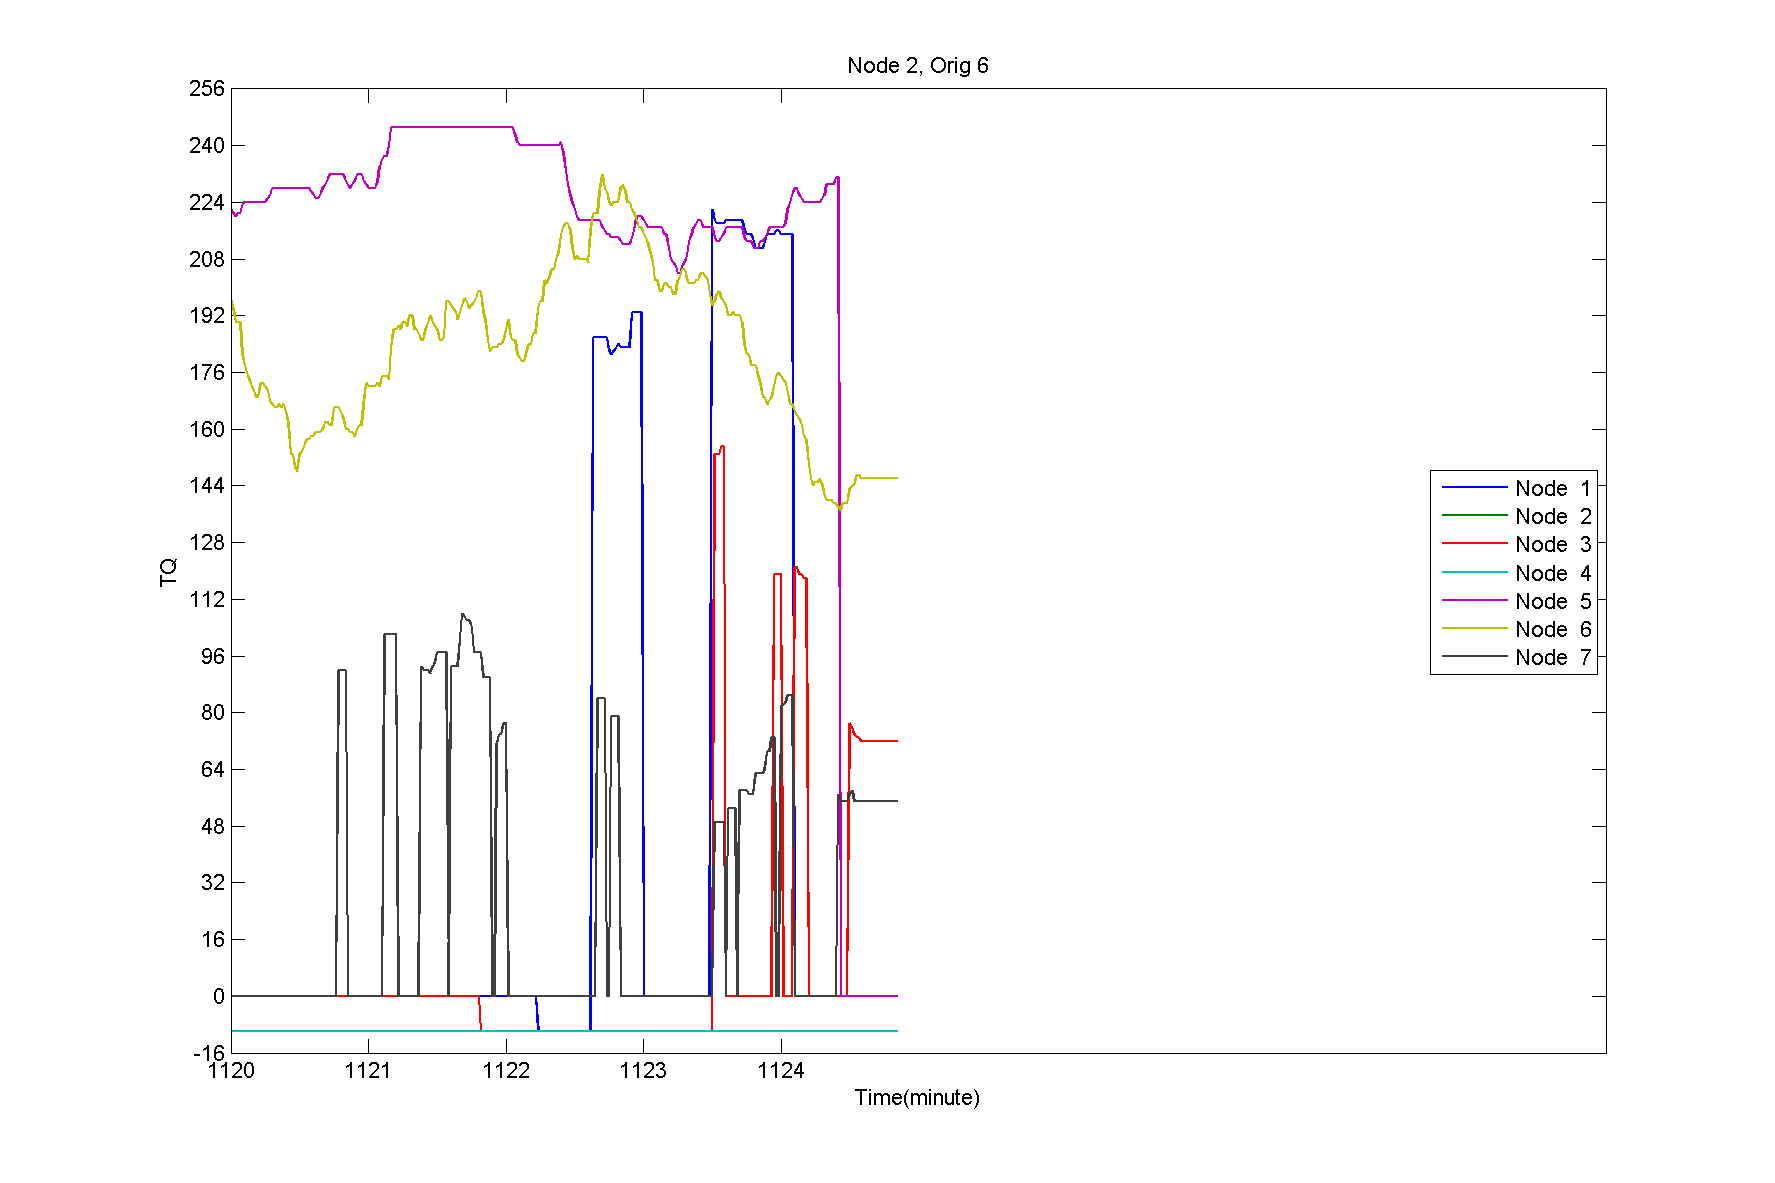 Node 2, Orig 6
256
240
224
208
192
176
160
144
128
112
96
80
64
48
32
16
0
-16
TQ
1120 1121 1122 1123 1124
Time(minute)
Node 1
Node 2
Node 3
Node 4
Node 5
Node 6
Node 7